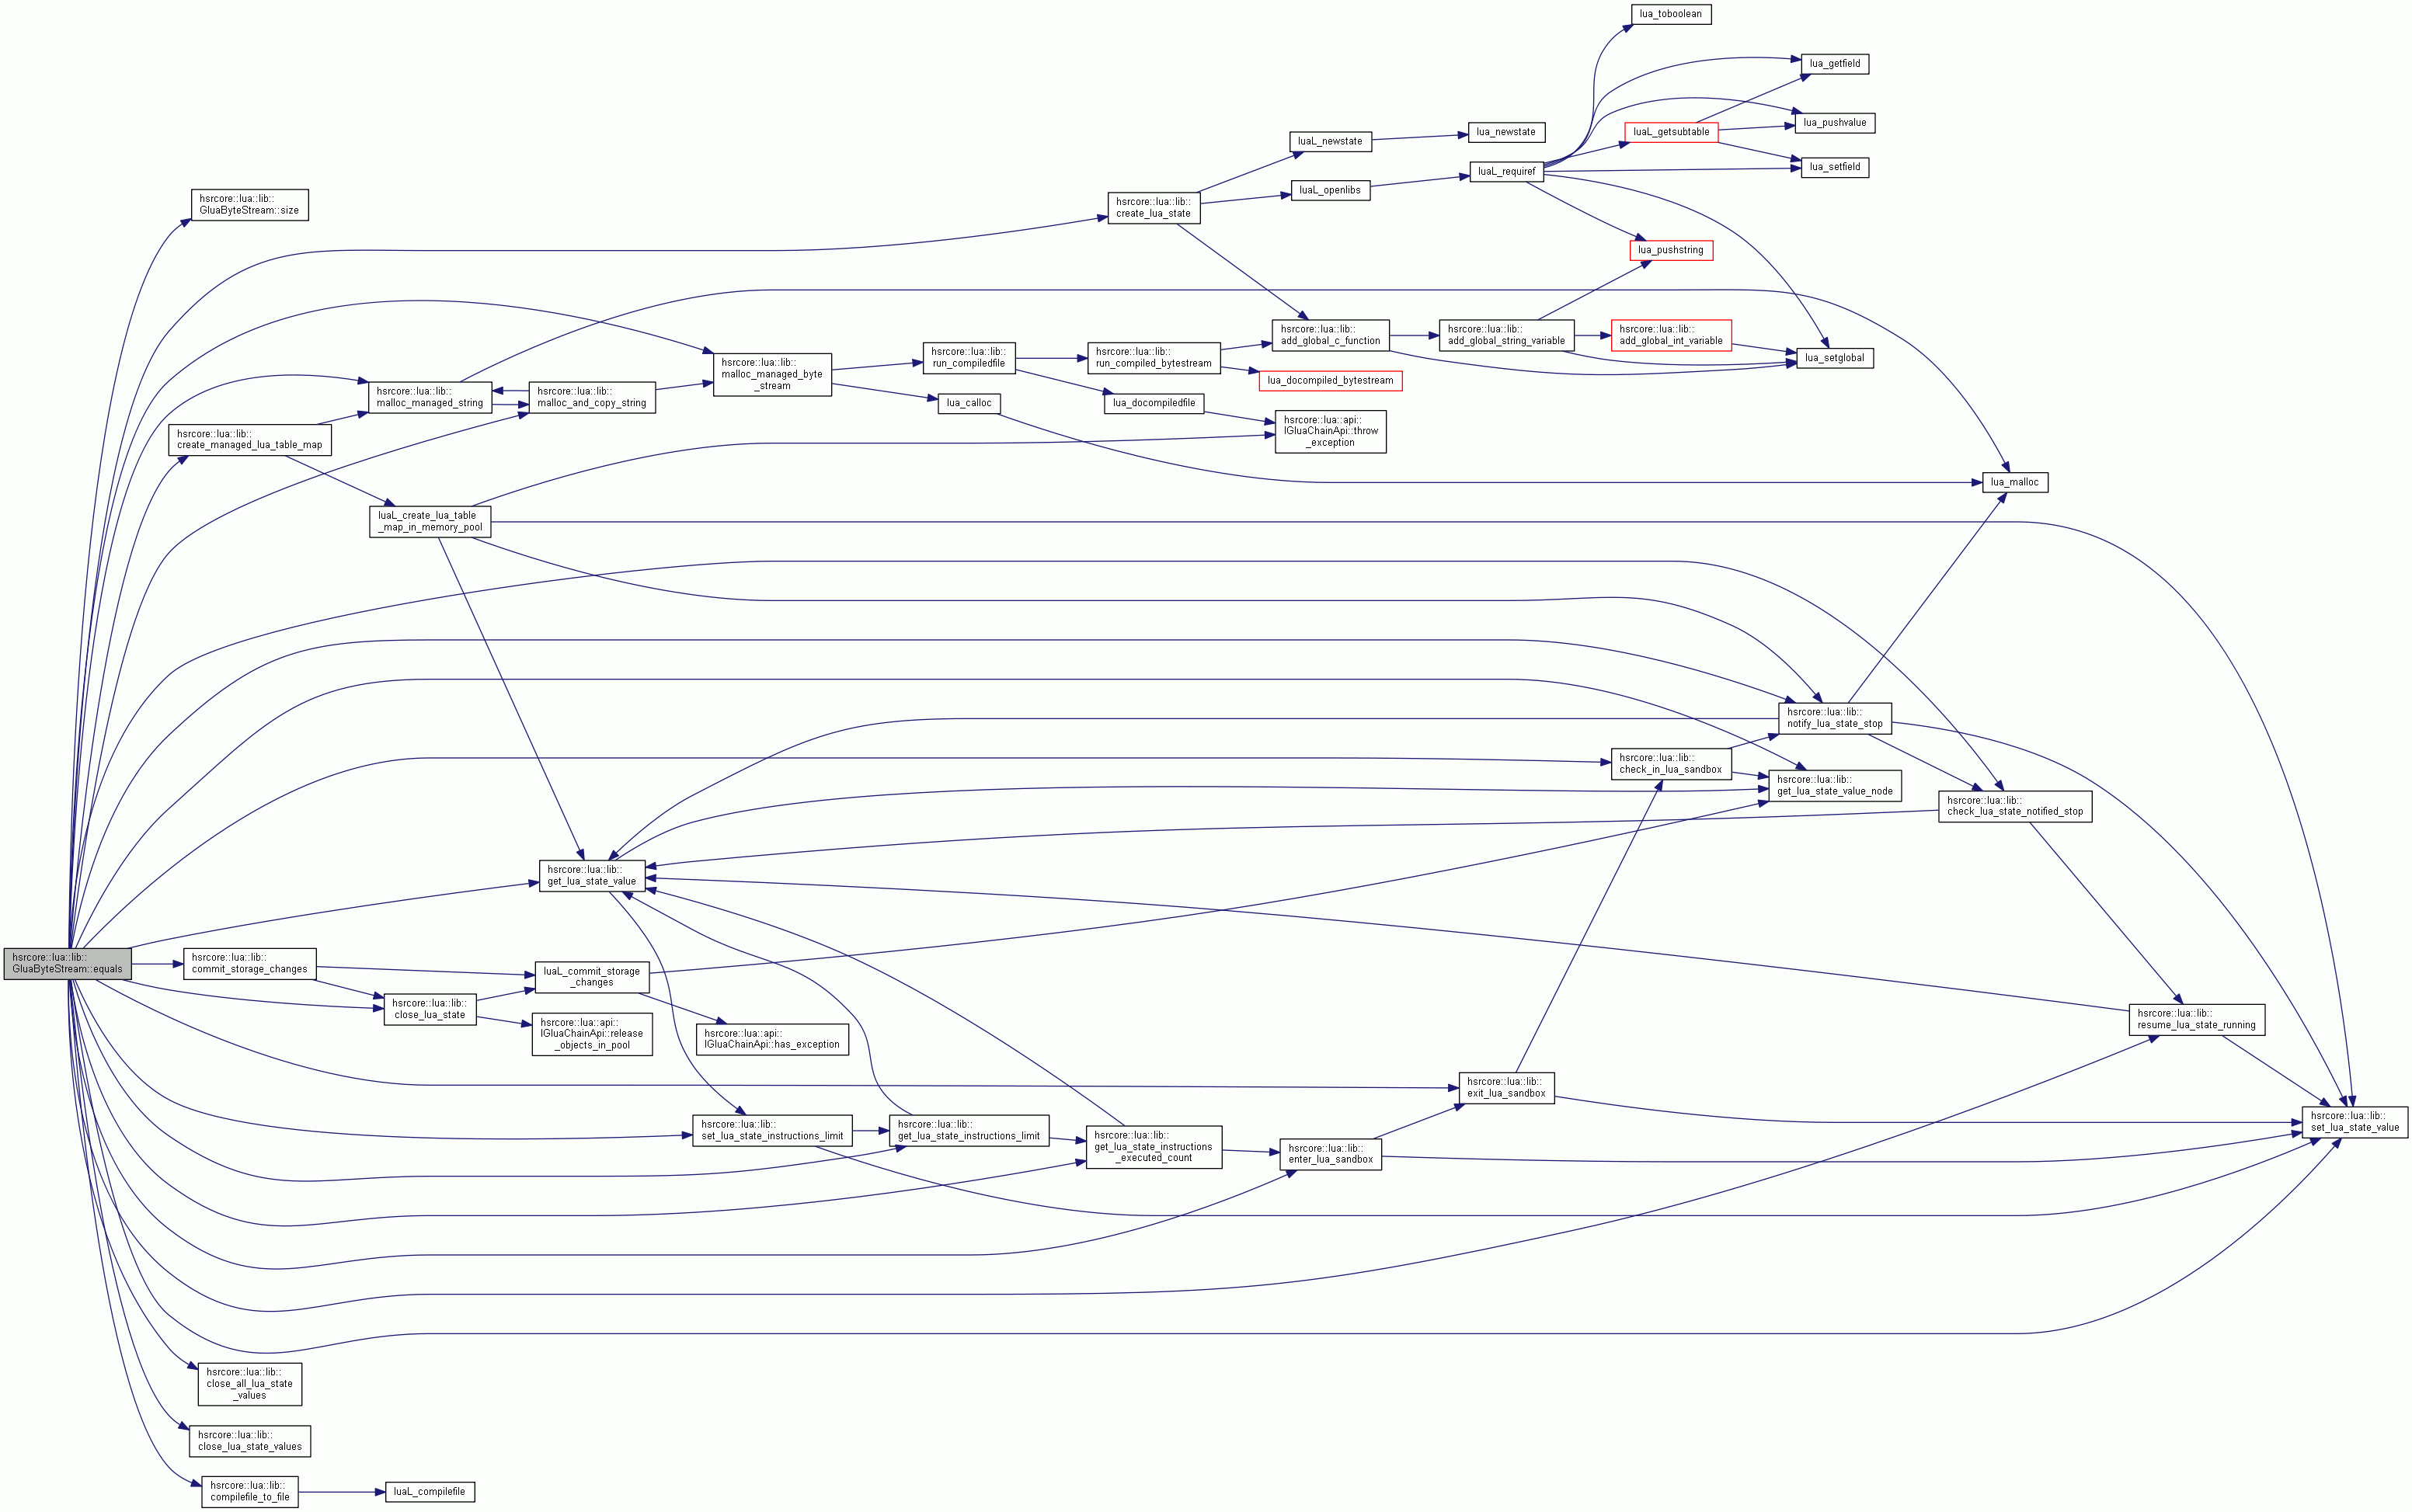 lua_toboolean
lua_getfield
lua_pushvalue
luaL_getsubtable
lua_newstate
luaL_newstate
lua_setfield
luaL_requiref
luaL_openlibs
hsrcore::lua::lib::
GluaByteStream::size
hsrcore::lua::lib::
create_lua_state
lua_pushstring
hsrcore::lua::lib::
add_global_c_function
hsrcore::lua::lib::
add_global_string_variable
hsrcore::lua::lib::
add_global_int_variable
lua_setglobal
hsrcore::lua::lib::
run_compiledfile
hsrcore::lua::lib::
run_compiled_bytestream
hsrcore::lua::lib::
malloc_managed_byte
_stream
lua_docompiled_bytestream
hsrcore::lua::lib::
malloc_managed_string
hsrcore::lua::lib::
malloc_and_copy_string
lua_calloc
lua_docompiledfile
hsrcore::lua::api::
IGluaChainApi::throw
_exception
hsrcore::lua::lib::
create_managed_lua_table_map
lua_malloc
luaL_create_lua_table
_map_in_memory_pool
hsrcore::lua::lib::
notify_lua_state_stop
hsrcore::lua::lib::
check_in_lua_sandbox
hsrcore::lua::lib::
get_lua_state_value_node
hsrcore::lua::lib::
check_lua_state_notified_stop
hsrcore::lua::lib::
get_lua_state_value
hsrcore::lua::lib::
GluaByteStream::equals
hsrcore::lua::lib::
commit_storage_changes
luaL_commit_storage
_changes
hsrcore::lua::lib::
close_lua_state
hsrcore::lua::api::
IGluaChainApi::release
_objects_in_pool
hsrcore::lua::api::
IGluaChainApi::has_exception
hsrcore::lua::lib::
resume_lua_state_running
hsrcore::lua::lib::
exit_lua_sandbox
hsrcore::lua::lib::
set_lua_state_value
hsrcore::lua::lib::
set_lua_state_instructions_limit
hsrcore::lua::lib::
get_lua_state_instructions_limit
hsrcore::lua::lib::
get_lua_state_instructions
_executed_count
hsrcore::lua::lib::
enter_lua_sandbox
hsrcore::lua::lib::
close_all_lua_state
_values
hsrcore::lua::lib::
close_lua_state_values
hsrcore::lua::lib::
compilefile_to_file
luaL_compilefile